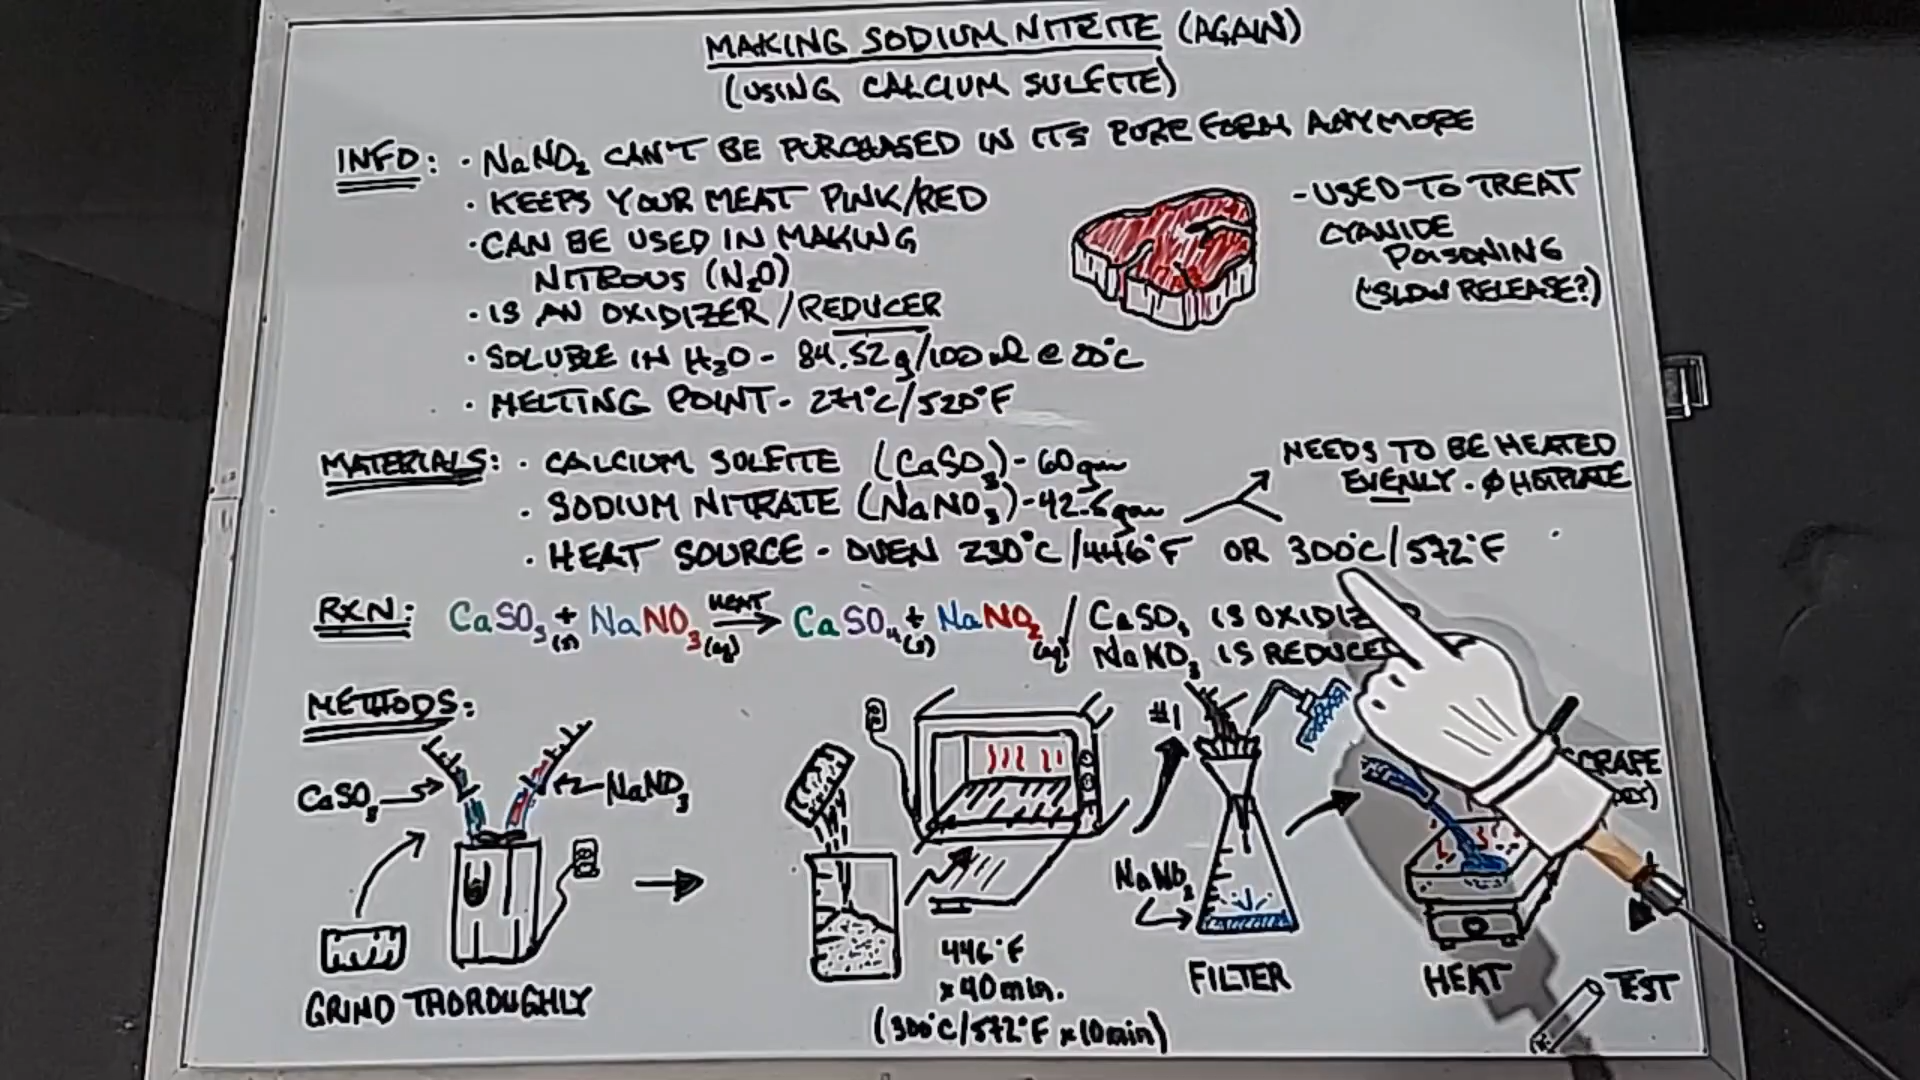 MAKING SODIUM NITRITE (AGAIN)
(USING CALCIUM SULFITE)
INFO: · NaNO₂ CAN'T BE PURCHASED IN ITS PURE FORM ANYMORE
· KEEPS YOUR MEAT PINK/RED
· CAN BE USED IN MAKING
NITROUS (N₂O)
· IS AN OXIDIZER/REDUCER
· SOLUBLE IN H₂O - 84.52g/100ml @ 20°C
· MELTING POINT - 271°C/520°F
- USED TO TREAT
CYANIDE
POISONING
(SLOW RELEASE?)
MATERIALS: · CALCIUM SULFITE (CaSO₃) - 60gm
· SODIUM NITRATE (NaNO₃) - 42.5gm
· HEAT SOURCE - OVEN 230°C/446°F OR 300°C/572°F
NEEDS TO BE HEATED
EVENLY. Ø HOTPLATE
RXN: CaSO₃(s) + NaNO₃(aq) HEAT → CaSO₄(s) + NaNO₂(aq) / CaSO₃ IS OXIDIZED
NaNO₃ IS REDUCED
METHODS:
CaSO₃
NaNO₃
GRIND THOROUGHLY
446°F
x 40min.
(300°C/572°F x 10min)
#1
NaNO₂
FILTER
HEAT
SCRAPE
TEST